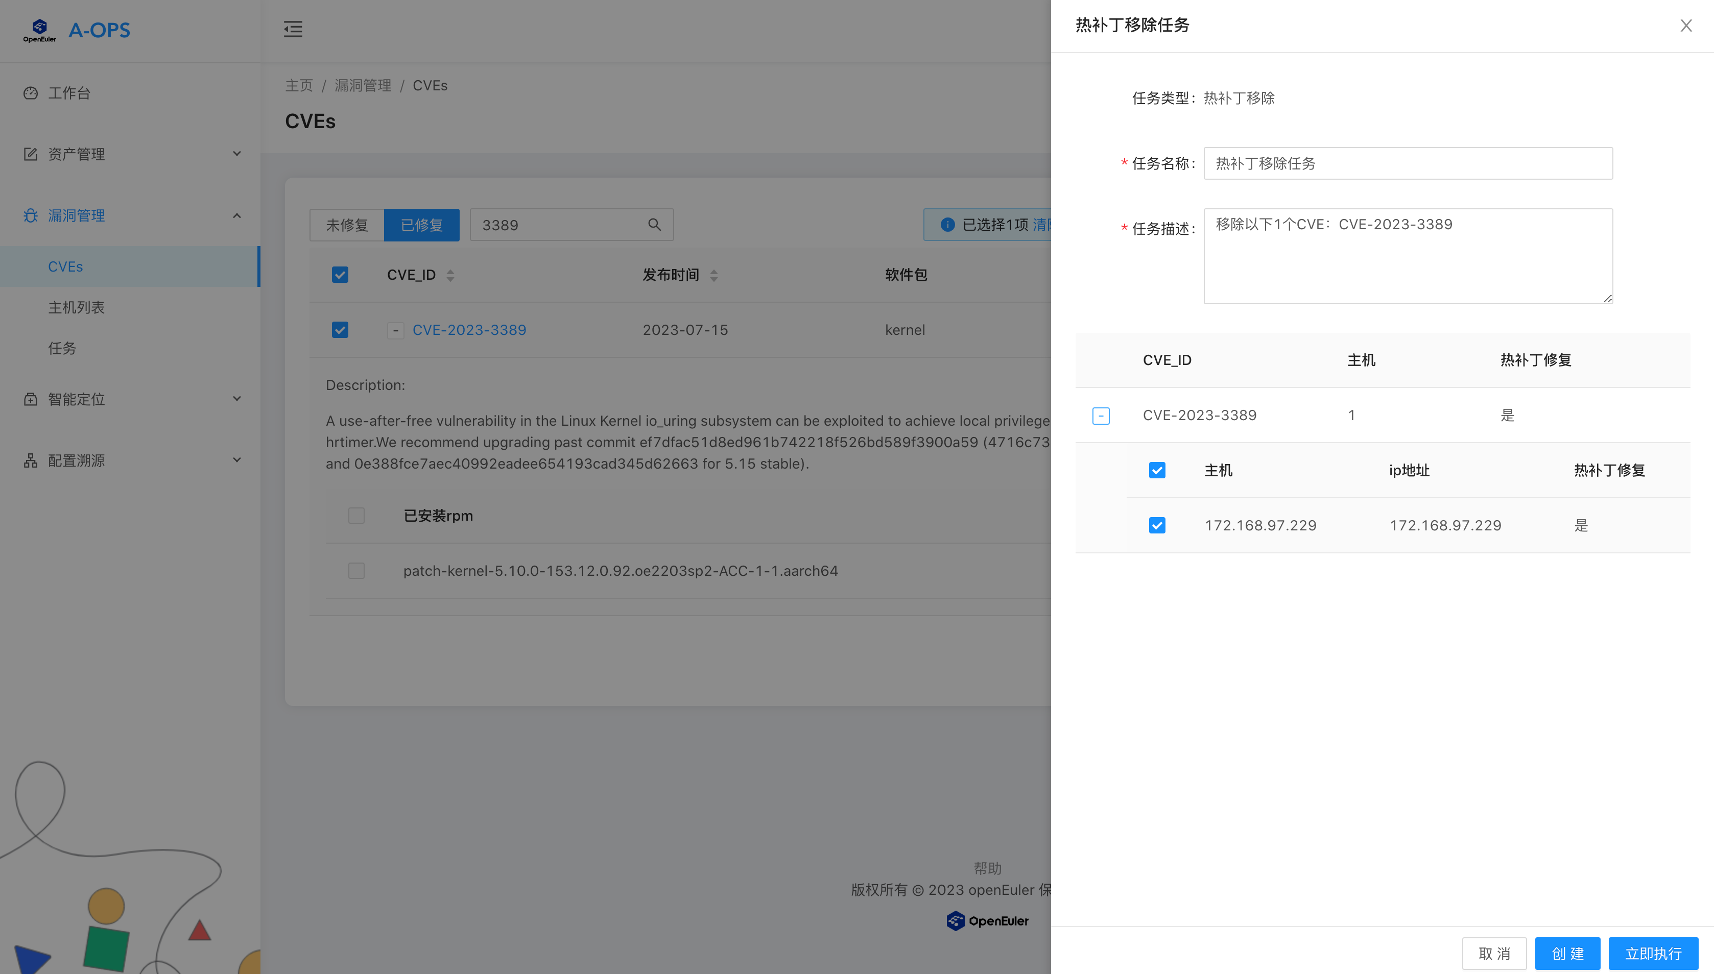 openEuler A-OPS
工作台
资产管理
漏洞管理
CVEs
主机列表
任务
智能定位
配置溯源
主页 / 漏洞管理 / CVEs
CVEs
未修复 已修复 3389 已选择1项
CVE_ID 发布时间 软件包
- CVE-2023-3389 2023-07-15 kernel
Description:
A use-after-free vulnerability in the Linux Kernel io_uring subsystem can be exploited to achieve local privilege
hrtimer.We recommend upgrading past commit ef7dfac51d8ed961b742218f526bd589f3900a59 (4716c73
and 0e388fce7aec40992eadee654193cad345d62663 for 5.15 stable).
已安装rpm
patch-kernel-5.10.0-153.12.0.92.oe2203sp2-ACC-1-1.aarch64
帮助
版权所有 © 2023 openEuler 保
OpenEuler
热补丁移除任务
任务类型: 热补丁移除
* 任务名称: 热补丁移除任务
* 任务描述: 移除以下1个CVE：CVE-2023-3389
CVE_ID 主机 热补丁修复
- CVE-2023-3389 1 是
主机 ip地址 热补丁修复
172.168.97.229 172.168.97.229 是
取 消 创 建 立即执行